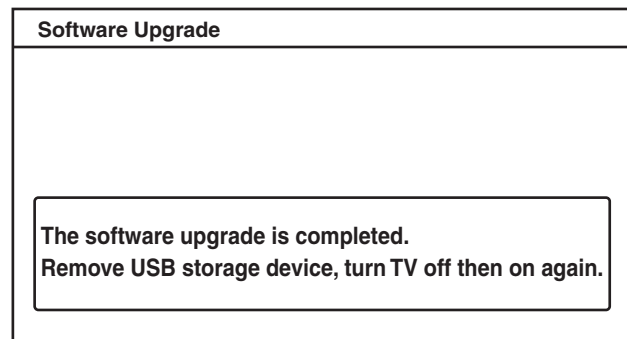 Software Upgrade
The software upgrade is completed.
Remove USB storage device, turn TV off then on again.